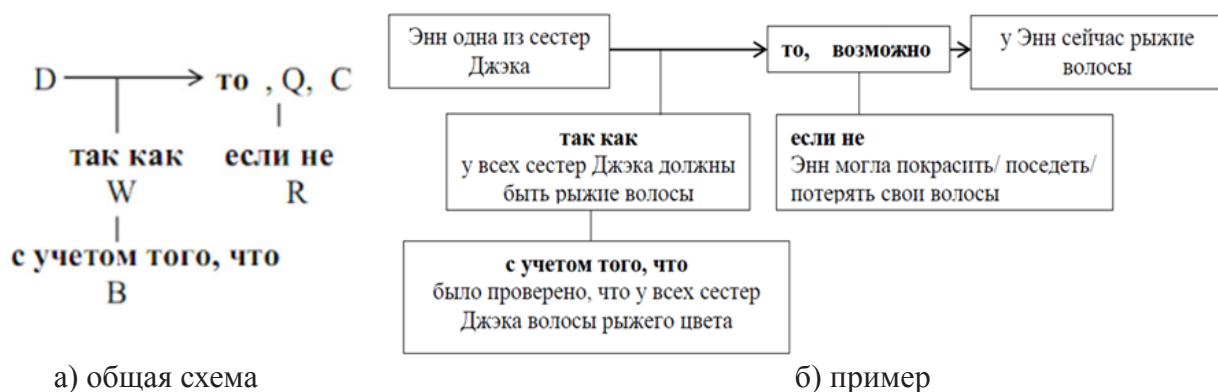 D то , Q, C
так как если не
W R
с учетом того, что
B
а) общая схема
Энн одна из сестер
Джэка
то, возможно
у Энн сейчас рыжие
волосы
так как
у всех сестер Джэка должны
быть рыжие волосы
если не
Энн могла покрасить/ поседеть/
потерять свои волосы
с учетом того, что
было проверено, что у всех сестер
Джэка волосы рыжего цвета
б) пример